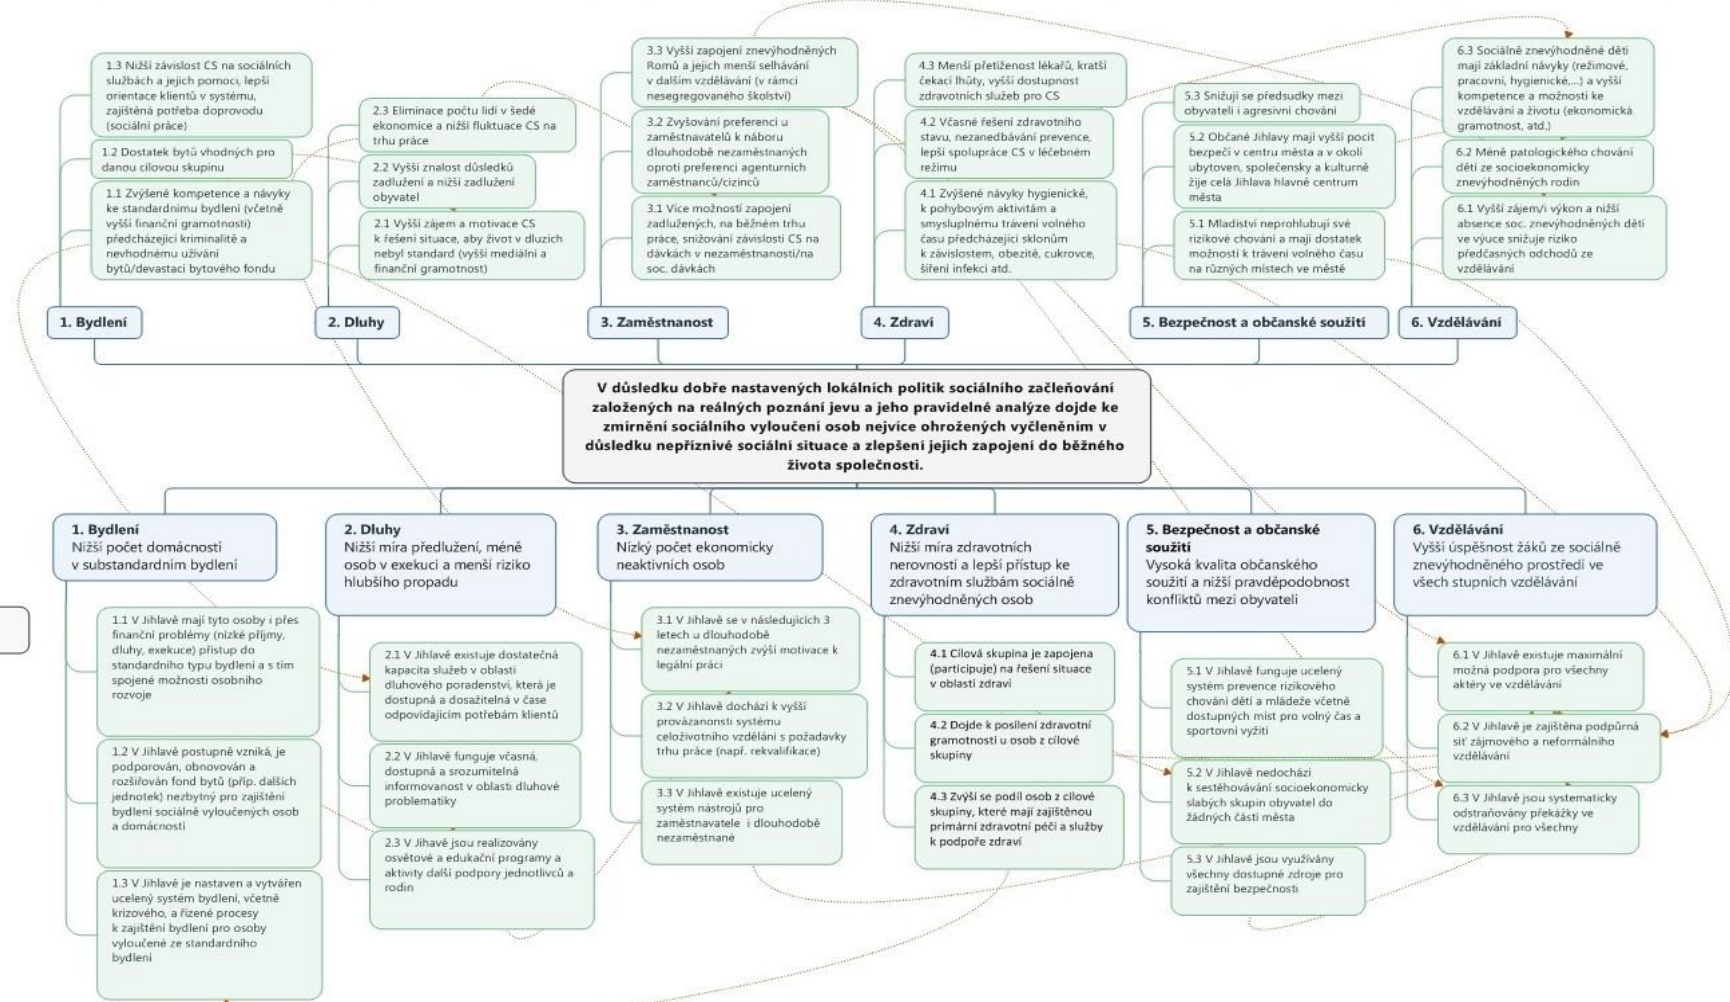 1.3 Nižší závislost CS na sociálních
službách a jejich pomoci, lepší
orientace klientů v systému,
zajištěná potřeba doprovodu
(sociální práce)
1.2 Dostatek bytů vhodných pro
danou cílovou skupinu
1.1 Zvýšené kompetence a návyky
ke standardnímu bydlení (včetně
vyšší finanční gramotnosti)
předcházející kriminalitě a
nevhodnému užívání
bytů/devastaci bytového fondu
1. Bydlení
2.3 Eliminace počtu lidí v šedé
ekonomice a nižší fluktuace CS na
trhu práce
2.2 Vyšší znalost důsledků
zadlužení a nižší zadlužení
obyvatel
2.1 Vyšší zájem a motivace CS
k řešení situace, aby život v dluzích
nebyl standard (vyšší mediální a
finanční gramotnost)
2. Dluhy
3.3 Vyšší zapojení znevýhodněných
Romů a jejich menší selhávání
v dalším vzdělávání (v rámci
nesegregovaného školství)
3.2 Zvyšování preferencí u
zaměstnavatelů k náboru
dlouhodobě nezaměstnaných
oproti preferenci agenturních
zaměstnanců/cizinců
3.1 Více možností zapojení
zadlužených, na běžném trhu
práce, snižování závislosti CS na
dávkách v nezaměstnanosti/na
soc. dávkách
3. Zaměstnanost
4.3 Menší přetíženost lékařů, kratší
čekací lhůty, vyšší dostupnost
zdravotních služeb pro CS
4.2 Včasné řešení zdravotního
stavu, nezanedbávání prevence,
lepší spolupráce CS v léčebném
režimu
4.1 Zvýšené návyky hygienické,
k pohybovým aktivitám a
smysluplnému trávení volného
času předcházející sklonům
k závislostem, obezitě, cukrovce,
šíření infekcí atd.
4. Zdraví
5.3 Snižují se předsudky mezi
obyvateli i agresivní chování
5.2 Občané Jihlavy mají vyšší pocit
bezpečí v centru města a v okolí
ubytoven, společensky a kulturně
žije celá Jihlava hlavně centrum
města
5.1 Mladiství neprohlubují své
rizikové chování a mají dostatek
možností k trávení volného času
na různých místech ve městě
5. Bezpečnost a občanské soužití
6.3 Sociálně znevýhodněné děti
mají základní návyky (režimové,
pracovní, hygienické,...) a vyšší
kompetence a možnosti ke
vzdělávání a životu (ekonomická
gramotnost, atd.)
6.2 Méně patologického chování
děti ze socioekonomicky
znevýhodněných rodin
6.1 Vyšší zájem/i výkon a nižší
absence soc. znevýhodněných dětí
ve výuce snižuje riziko
předčasných odchodů ze
vzdělávání
6. Vzdělávání
V důsledku dobře nastavených lokálních politik sociálního začleňování
založených na reálných poznání jevu a jeho pravidelné analýze dojde ke
zmírnění sociálního vyloučení osob nejvíce ohrožených vyčleněním v
důsledku nepříznivé sociální situace a zlepšení jejich zapojení do běžného
života společnosti.
1. Bydlení
Nižší počet domácností
v substandardním bydlení
1.1 V Jihlavě mají tyto osoby i přes
finanční problémy (nízké příjmy,
dluhy, exekuce) přístup do
standardního typu bydlení a s tím
spojené možnosti osobního
rozvoje
1.2 V Jihlavě postupně vzniká, je
podporován, obnovován a
rozšiřován fond bytů (příp. dalších
jednotek) nezbytný pro zajištění
bydlení sociálně vyloučených osob
a domácností
1.3 V Jihlavě je nastaven a vytvářen
ucelený systém bydlení, včetně
krizového, a řízené procesy
k zajištění bydlení pro osoby
vyloučené ze standardního
bydlení
2. Dluhy
Nižší míra předlužení, méně
osob v exekuci a menší riziko
hlubšího propadu
2.1 V Jihlavě existuje dostatečná
kapacita služeb v oblasti
dluhového poradenství, která je
dostupná a dosažitelná v čase
odpovídajícím potřebám klientů
2.2 V Jihlavě funguje včasná,
dostupná a srozumitelná
informovanost v oblasti dluhové
problematiky
2.3 V Jihavě jsou realizovány
osvětové a edukační programy a
aktivity další podpory jednotlivců a
rodin
3. Zaměstnanost
Nízký počet ekonomicky
neaktivních osob
3.1 V Jihlavě se v následujících 3
letech u dlouhodobě
nezaměstnaných zvýší motivace k
legální práci
3.2 V Jihlavě dochází k vyšší
provázanonsti systému
celoživotního vzdělání s požadavky
trhu práce (např. rekvalifikace)
3.3 V Jihlavě existuje ucelený
systém nástrojů pro
zaměstnavatele i dlouhodobě
nezaměstnané
4. Zdraví
Nižší míra zdravotních
nerovností a lepší přístup ke
zdravotním službám sociálně
znevýhodněných osob
4.1 Cílová skupina je zapojena
(participuje) na řešení situace
v oblasti zdraví
4.2 Dojde k posílení zdravotní
gramotnosti u osob z cílové
skupiny
4.3 Zvýší se podíl osob z cílové
skupiny, které mají zajištěnou
primární zdravotní péči a služby
k podpoře zdraví
5. Bezpečnost a občanské
soužití
Vysoká kvalita občanského
soužití a nižší pravděpodobnost
konfliktů mezi obyvateli
5.1 V Jihlavě funguje ucelený
systém prevence rizikového
chování dětí a mládeže včetně
dostupných míst pro volný čas a
sportovní vyžití
5.2 V Jihlavě nedochází
k sestěhovávání socioekonomicky
slabých skupin obyvatel do
žádných částí města
5.3 V Jihlavě jsou využívány
všechny dostupné zdroje pro
zajištění bezpečnosti
6. Vzdělávání
Vyšší úspěšnost žáků ze sociálně
znevýhodněného prostředí ve
všech stupních vzdělávání
6.1 V Jihlavě existuje maximální
možná podpora pro všechny
aktéry ve vzdělávání
6.2 V Jihlavě je zajištěna podpůrná
síť zájmového a neformálního
vzdělávání
6.3 V Jihlavě jsou systematicky
odstraňovány překážky ve
vzdělávání pro všechny